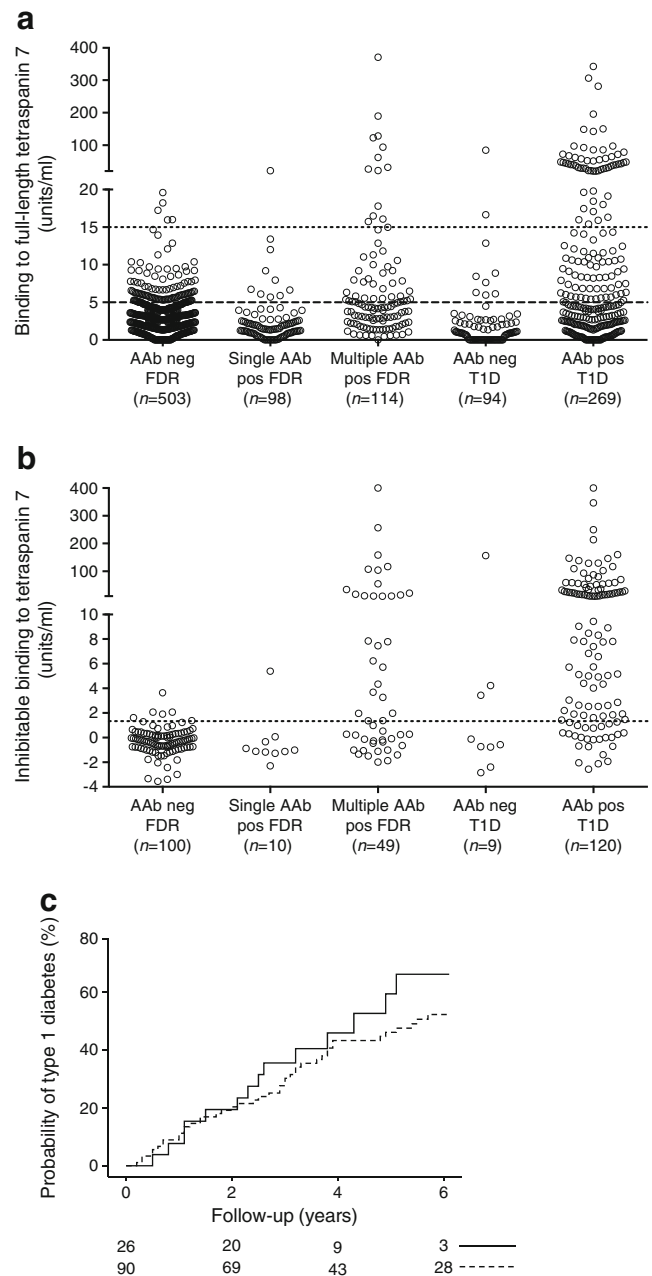 a
Binding to full-length tetraspanin 7
(units/ml)
400
300
200
100
20
15
10
5
0
AAb neg
FDR
(n=503)
Single AAb
pos FDR
(n=98)
Multiple AAb
pos FDR
(n=114)
AAb neg
T1D
(n=94)
AAb pos
T1D
(n=269)
b
Inhibitable binding to tetraspanin 7
(units/ml)
400
300
200
100
10
8
6
4
2
0
-2
-4
AAb neg
FDR
(n=100)
Single AAb
pos FDR
(n=10)
Multiple AAb
pos FDR
(n=49)
AAb neg
T1D
(n=9)
AAb pos
T1D
(n=120)
c
Probability of type 1 diabetes (%)
80
60
40
20
0
0 2 4 6
Follow-up (years)
26 20 9 3
90 69 43 28